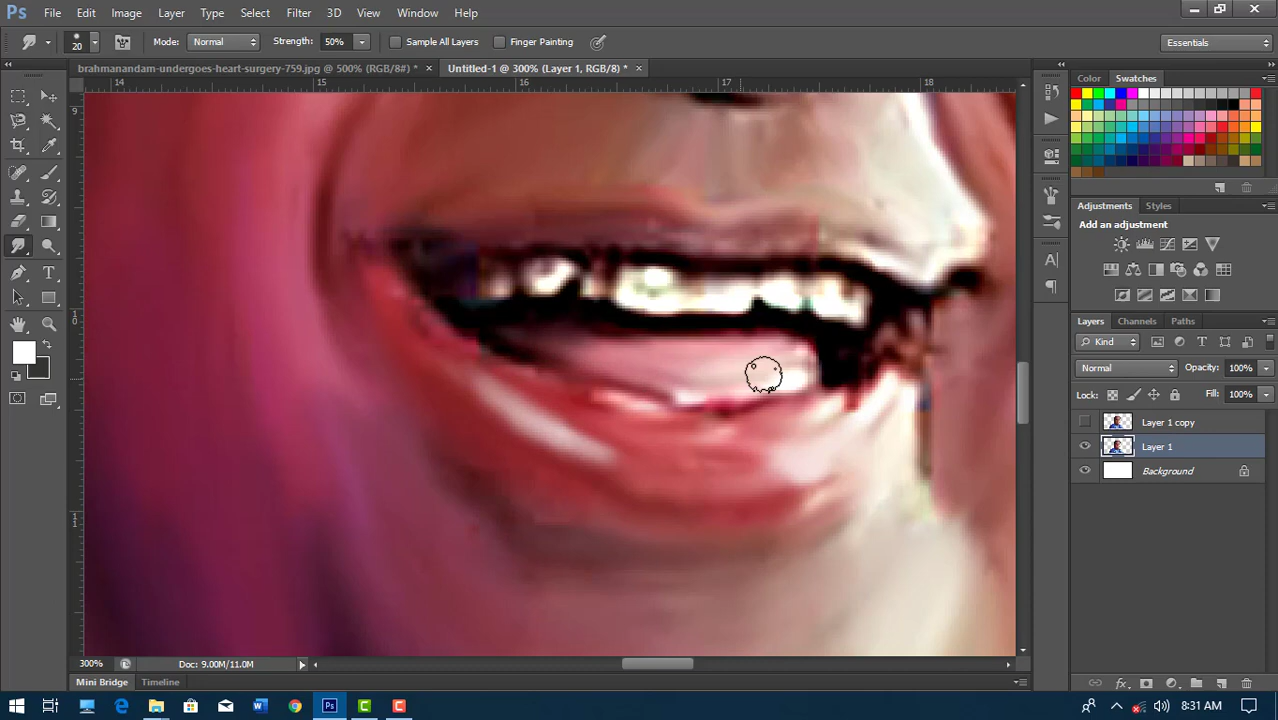 Ps File Edit Image Layer Type Select Filter 3D View Window Help
20 Mode: Normal Strength: 50% Sample All Layers Finger Painting Essentials
brahmanandam-undergoes-heart-surgery-759.jpg @ 500% (RGB/8#) * × Untitled-1 @ 300% (Layer 1, RGB/8) * ×
14 15 16 17 18
9
10
11
Color Swatches
Adjustments Styles
Add an adjustment
Layers Channels Paths
Kind
Normal Opacity: 100%
Lock: Fill: 100%
Layer 1 copy
Layer 1
Background
300% Doc: 9.00M/11.0M
Mini Bridge Timeline
8:31 AM